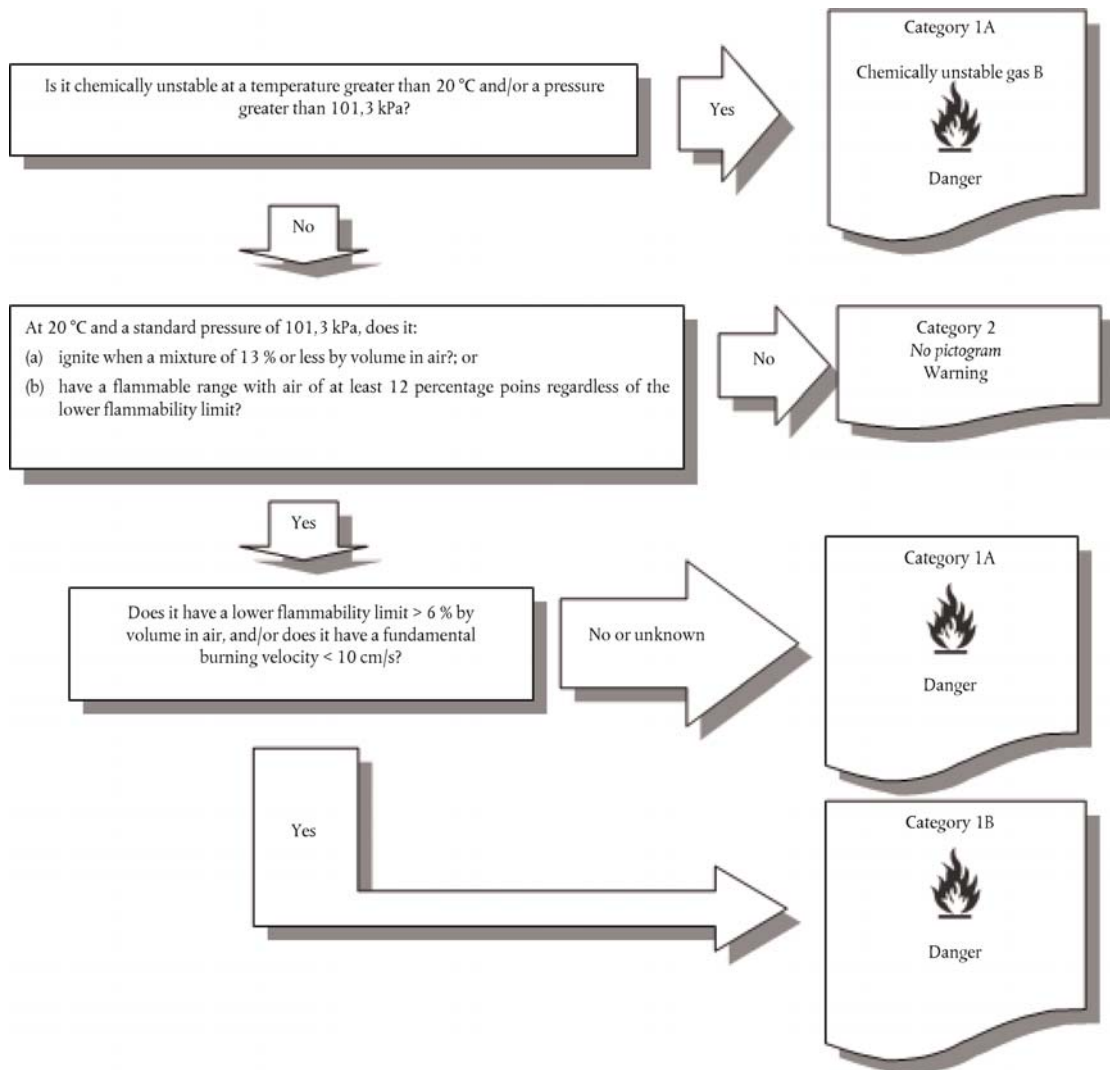 Category 1A
Chemically unstable gas B
Danger
Is it chemically unstable at a temperature greater than 20 °C and/or a pressure
greater than 101,3 kPa?
Yes
No
At 20 °C and a standard pressure of 101,3 kPa, does it:
(a) ignite when a mixture of 13 % or less by volume in air?; or
(b) have a flammable range with air of at least 12 percentage poins regardless of the
lower flammability limit?
No
Category 2
No pictogram
Warning
Yes
Does it have a lower flammability limit > 6 % by
volume in air, and/or does it have a fundamental
burning velocity < 10 cm/s?
No or unknown
Category 1A
Danger
Yes
Category 1B
Danger